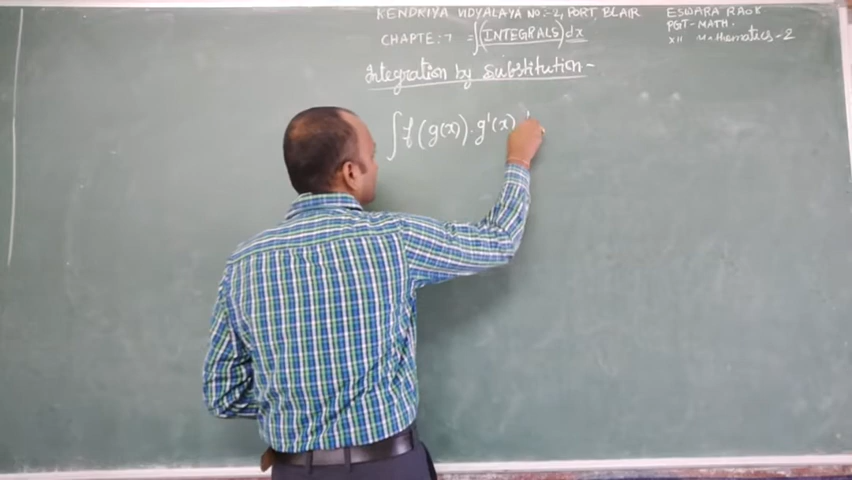 KENDRIYA VIDYALAYA NO:-2, PORT BLAIR
ESWARA RAO K
PGT-MATH.
CHAPTE: 7 = ∫(INTEGRALS)dx
XII Mathematics-2
Integration by substitution-
∫f(g(x)).g'(x)